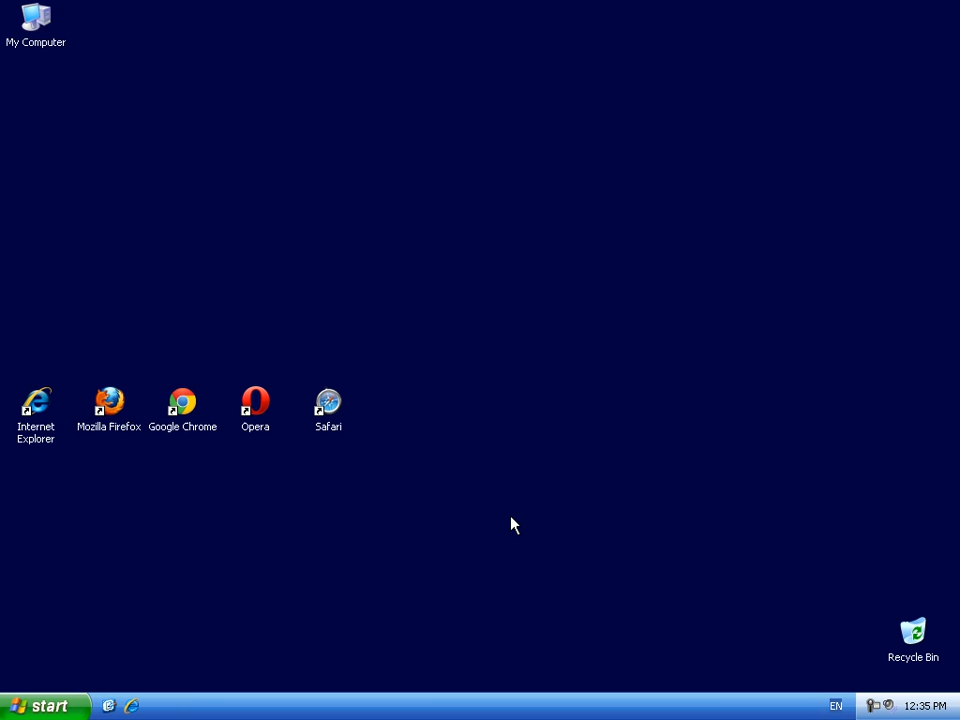 My Computer
Internet
Explorer
Mozilla Firefox
Google Chrome
Opera
Safari
Recycle Bin
start
EN
12:35 PM